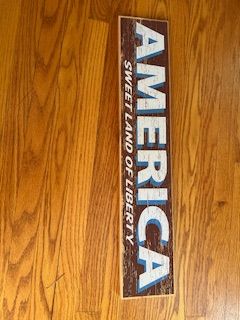 AMERICA
SWEET LAND OF LIBERTY